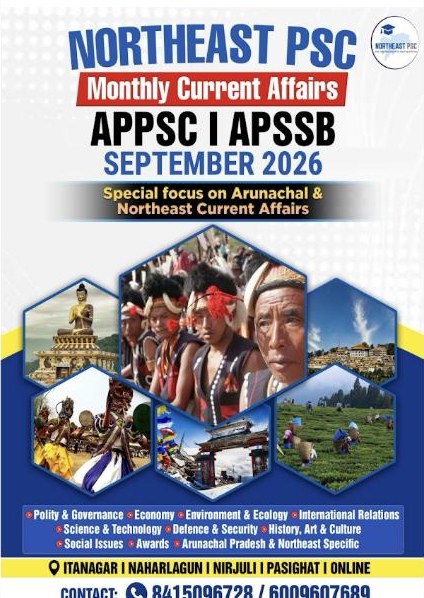 NORTHEAST PSC
NORTHEAST PSC
Monthly Current Affairs
APPSC I APSSB
SEPTEMBER 2026
Special focus on Arunachal &
Northeast Current Affairs
Polity & Governance Economy Environment & Ecology International Relations
Science & Technology Defence & Security History, Art & Culture
Social Issues Awards Arunachal Pradesh & Northeast Specific
ITANAGAR I NAHARLAGUN I NIRJULI I PASIGHAT I ONLINE
CONTACT: 8415096728 / 6009607689